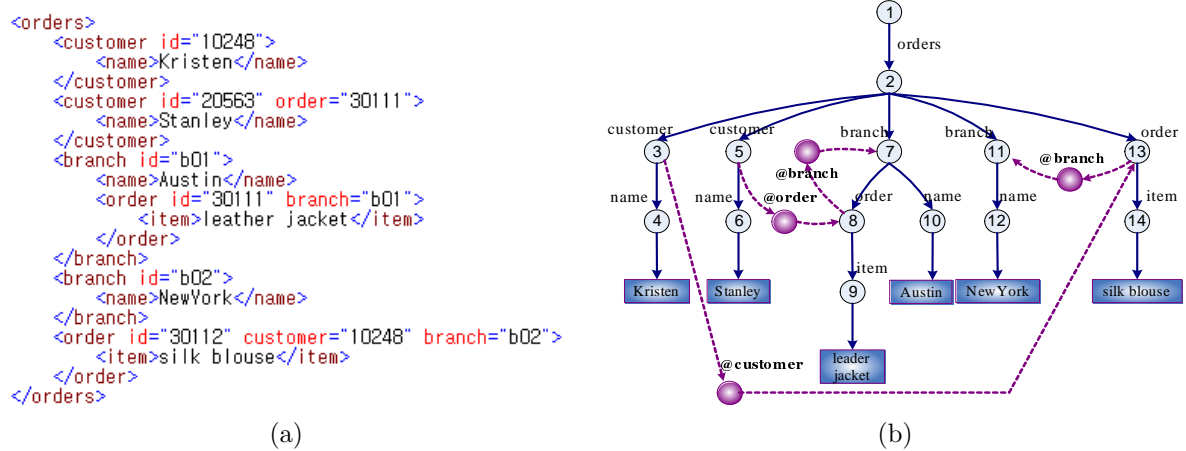 <orders>
<customer id="10248">
<name>Kristen</name>
</customer>
<customer id="20563" order="30111">
<name>Stanley</name>
</customer>
<branch id="b01">
<name>Austin</name>
<order id="30111" branch="b01">
<item>leather jacket</item>
</order>
</branch>
<branch id="b02">
<name>NewYork</name>
</branch>
<order id="30112" customer="10248" branch="b02">
<item>silk blouse</item>
</order>
</orders>
(a)
1
orders
2
customer customer branch branch order
3 5 7 11 13
@branch
@branch
@order
name name order name name item
4 6 8 10 12 14
item
Kristen Stanley 9 Austin NewYork silk blouse
leader
jacket
@customer
(b)